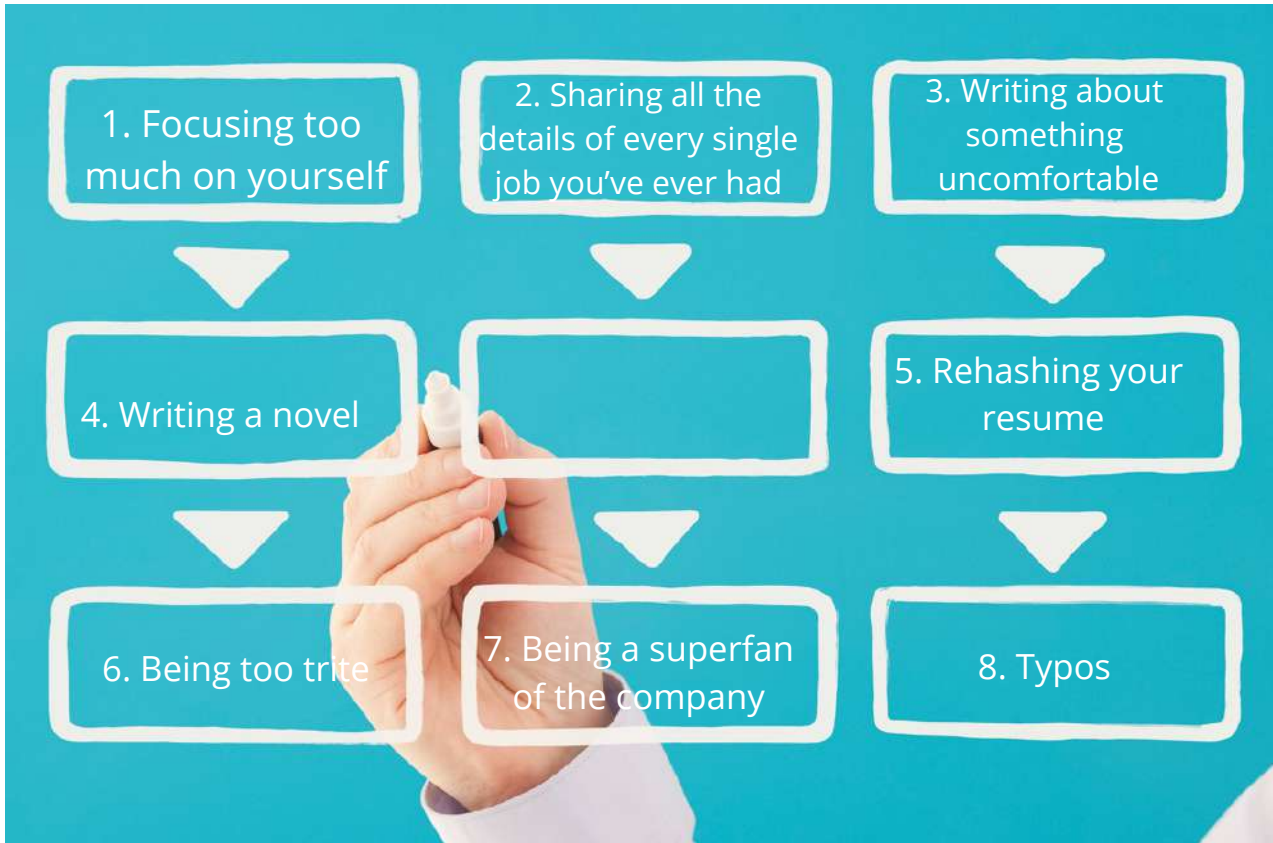 1. Focusing too
much on yourself
2. Sharing all the
details of every single
job you’ve ever had
3. Writing about
something
uncomfortable
4. Writing a novel
5. Rehashing your
resume
6. Being too trite
7. Being a superfan
of the company
8. Typos